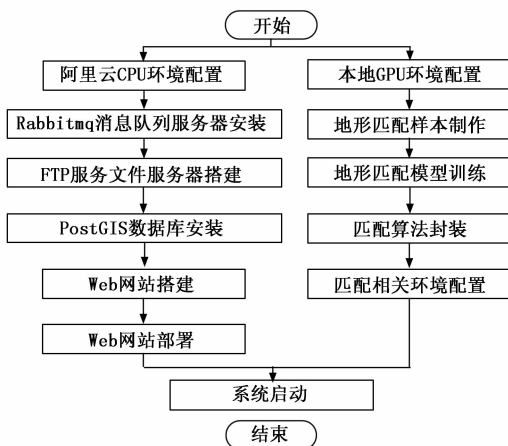 开始
阿里云CPU环境配置
Rabbitmq消息队列服务器安装
FTP服务文件服务器搭建
PostGIS数据库安装
Web网站搭建
Web网站部署
本地GPU环境配置
地形匹配样本制作
地形匹配模型训练
匹配算法封装
匹配相关环境配置
系统启动
结束